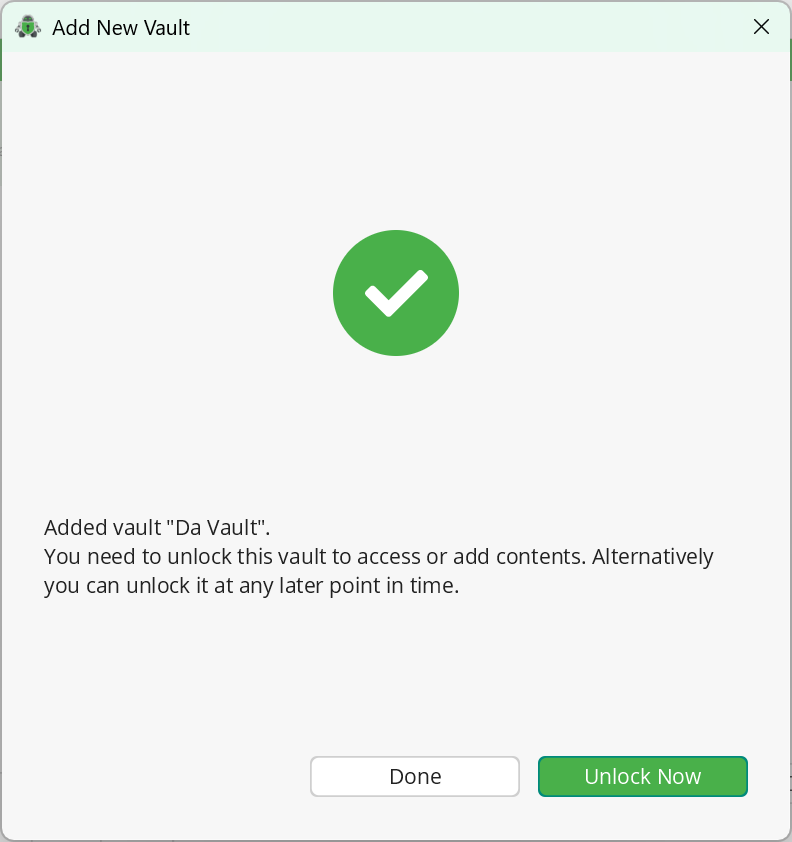 Add New Vault
Added vault "Da Vault".
You need to unlock this vault to access or add contents. Alternatively
you can unlock it at any later point in time.
Done
Unlock Now